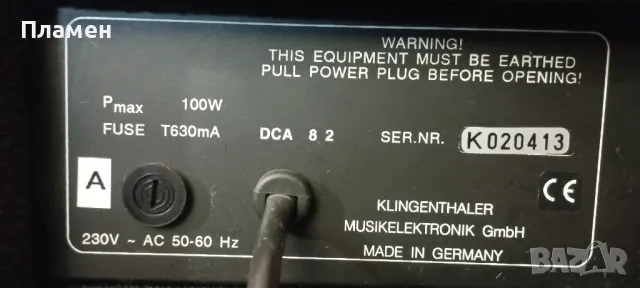 Пламен
WARNING!
THIS EQUIPMENT MUST BE EARTHED
PULL POWER PLUG BEFORE OPENING!
Pmax 100W
FUSE T630mA
DCA 8 2
SER.NR. K020413
A
CE
KLINGENTHALER
MUSIKELEKTRONIK GmbH
MADE IN GERMANY
230V ~ AC 50-60 Hz
BAZAR